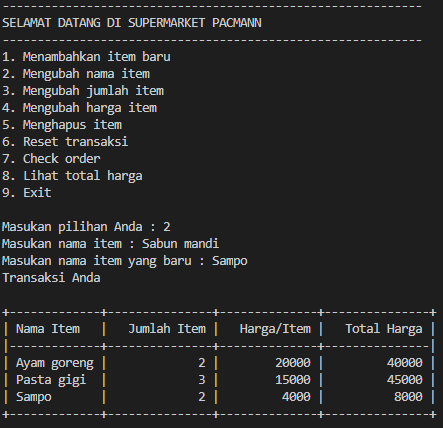 ------------------------------------------------------
SELAMAT DATANG DI SUPERMARKET PACMANN
------------------------------------------------------
1. Menambahkan item baru
2. Mengubah nama item
3. Mengubah jumlah item
4. Mengubah harga item
5. Menghapus item
6. Reset transaksi
7. Check order
8. Lihat total harga
9. Exit

Masukan pilihan Anda : 2
Masukan nama item : Sabun mandi
Masukan nama item yang baru : Sampo
Transaksi Anda

+-------------+---------------+--------------+---------------+
| Nama Item   |   Jumlah Item |   Harga/Item |   Total Harga |
|-------------+---------------+--------------+---------------|
| Ayam goreng |             2 |        20000 |         40000 |
| Pasta gigi  |             3 |        15000 |         45000 |
| Sampo       |             2 |         4000 |          8000 |
+-------------+---------------+--------------+---------------+